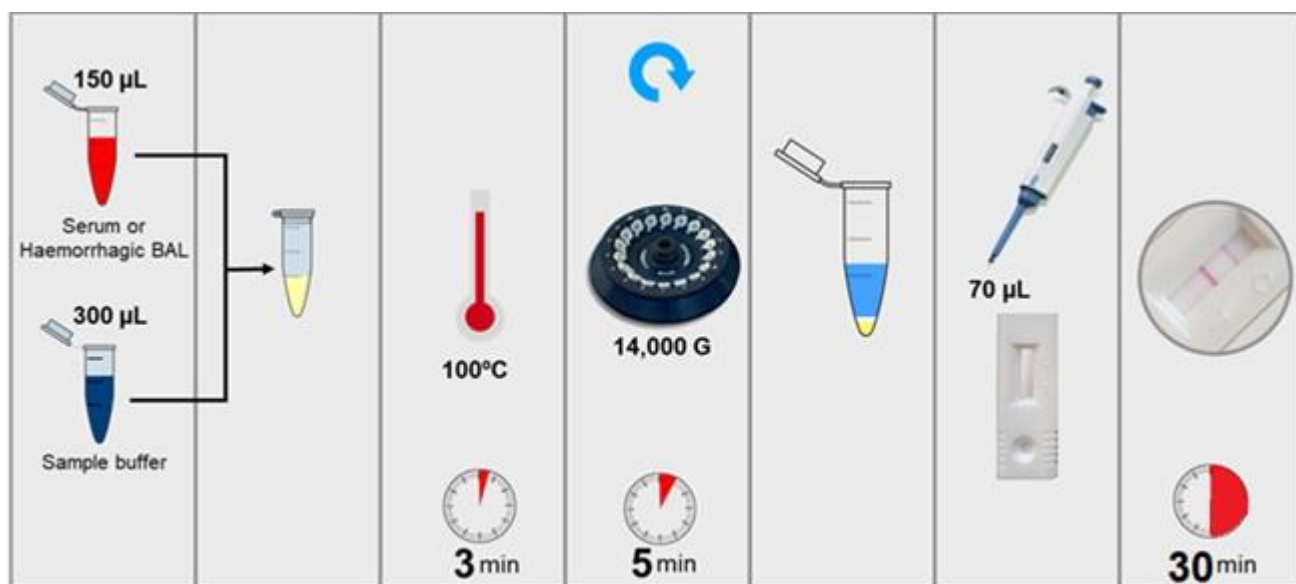 150 µL
Serum or
Haemorrhagic BAL
300 µL
Sample buffer
100ºC
3 min
14,000 G
5 min
70 µL
30 min